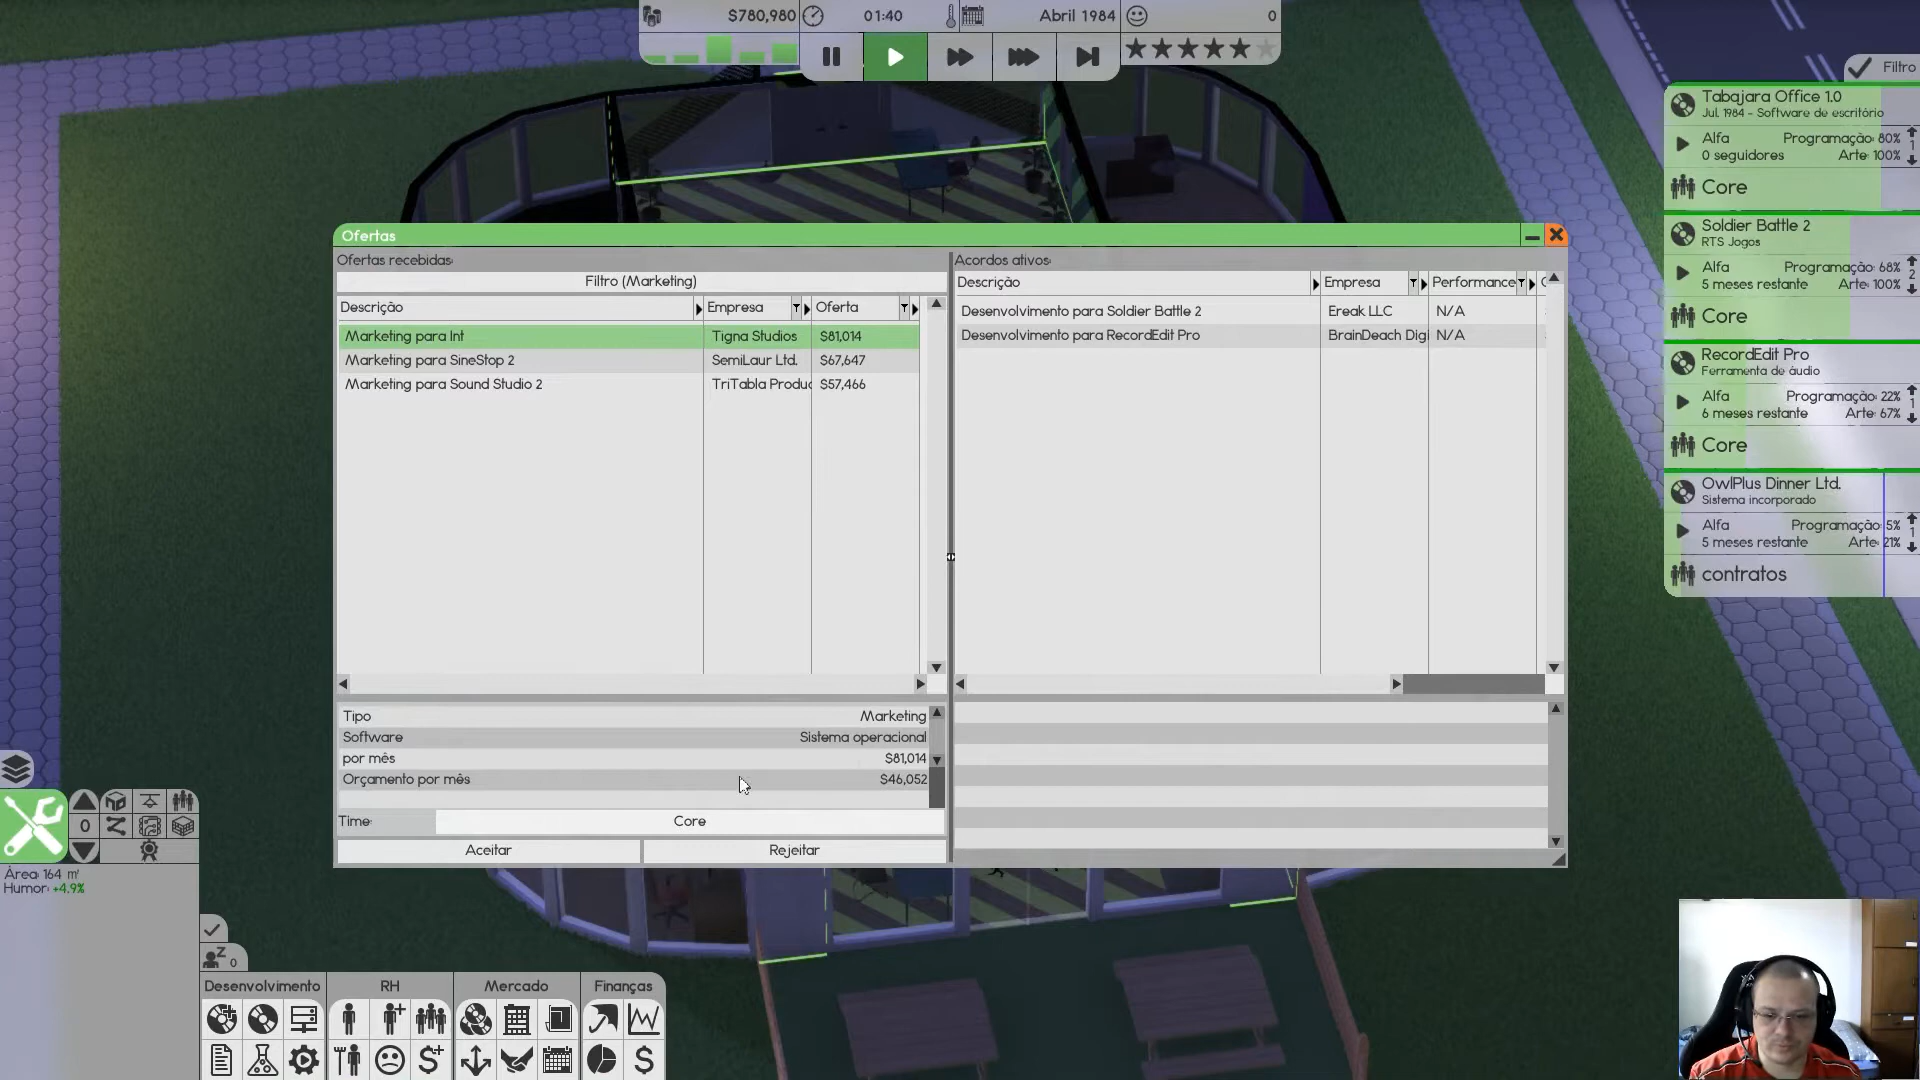 $780,980
01:40
Abril 1984
0
Filtro
Tabajara Office 1.0
Jul. 1984 - Software de escritório
Alfa
Programação: 80%
1
0 seguidores
Arte: 100%
Core
Soldier Battle 2
RTS Jogos
Alfa
Programação: 68%
2
5 meses restante
Arte: 100%
Core
RecordEdit Pro
Ferramenta de áudio
Alfa
Programação: 22%
1
6 meses restante
Arte: 67%
Core
OwlPlus Dinner Ltd.
Sistema incorporado
Alfa
Programação: 5%
1
5 meses restante
Arte: 21%
contratos
Ofertas
Ofertas recebidas:
Filtro (Marketing)
Descrição
Empresa
Oferta
Marketing para Int
Tigna Studios
$81,014
Marketing para SineStop 2
SemiLaur Ltd.
$67,647
Marketing para Sound Studio 2
TriTabla Produc
$57,466
Acordos ativos:
Descrição
Empresa
Performance
Desenvolvimento para Soldier Battle 2
Ereak LLC
N/A
Desenvolvimento para RecordEdit Pro
BrainDeach Digi
N/A
Tipo
Marketing
Software
Sistema operacional
por mês
$81,014
Orçamento por mês
$46,052
Time:
Core
Aceitar
Rejeitar
0
Área: 164 m²
Humor: +4.9%
Z
0
Desenvolvimento
RH
Mercado
Finanças